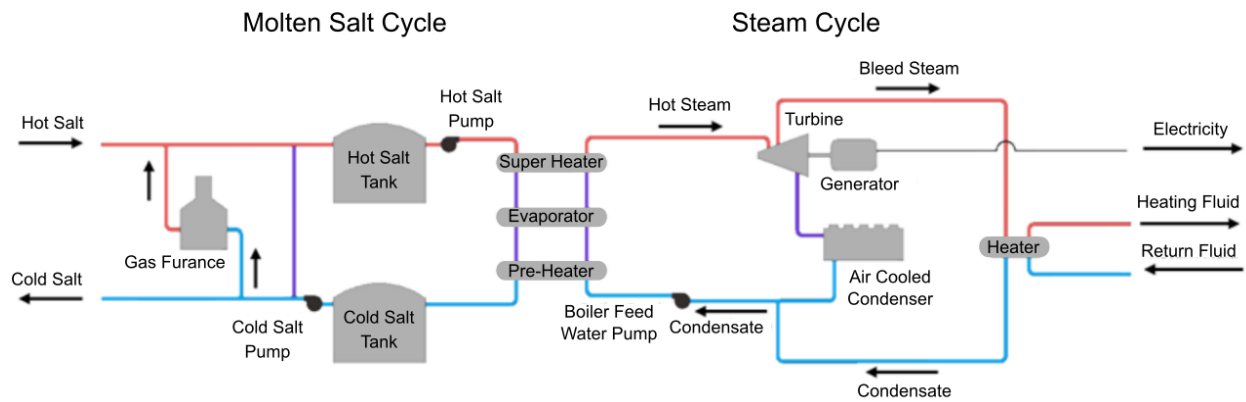 Molten Salt Cycle
Steam Cycle
Hot Salt
Hot Salt
Pump
Hot Salt
Tank
Gas Furance
Cold Salt
Cold Salt
Pump
Cold Salt
Tank
Super Heater
Evaporator
Pre-Heater
Hot Steam
Bleed Steam
Turbine
Generator
Electricity
Heating Fluid
Heater
Return Fluid
Air Cooled
Condenser
Boiler Feed
Water Pump
Condensate
Condensate